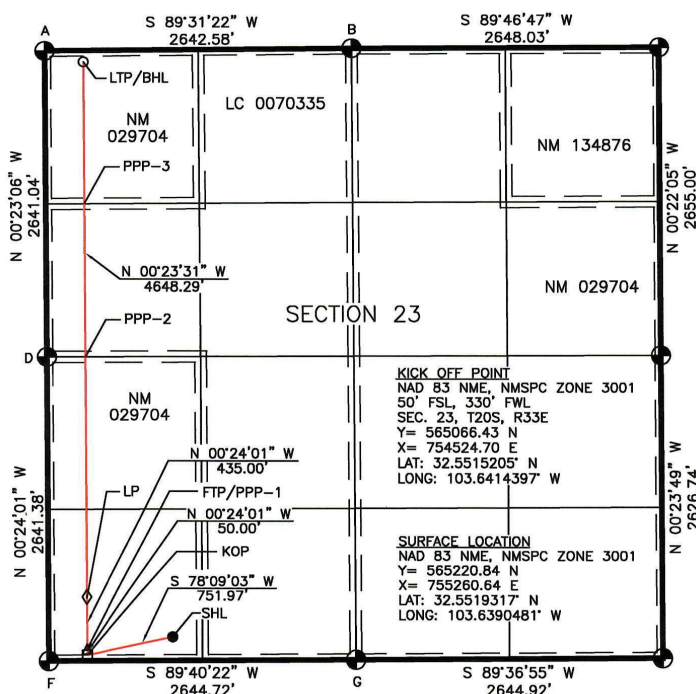 S 89°31'22" W
2642.58'
S 89°46'47" W
2648.03'
A
B
LTP/BHL
LC 0070335
NM
029704
NM 134876
N 00°23'06" W
2641.04'
PPP-3
N 00°22'05" W
2655.00'
N 00°23'31" W
4648.29'
NM 029704
SECTION 23
PPP-2
D
KICK OFF POINT
NAD 83 NME, NMSPC ZONE 3001
50' FSL, 330' FWL
SEC. 23, T20S, R33E
Y= 565066.43 N
X= 754524.70 E
LAT: 32.5515205° N
LONG: 103.6414397° W
NM
029704
N 00°24'01" W
435.00'
LP
FTP/PPP-1
N 00°24'01" W
50.00'
KOP
N 00°24'01" W
2641.38'
N 00°23'49" W
2626.74'
SURFACE LOCATION
NAD 83 NME, NMSPC ZONE 3001
Y= 565220.84 N
X= 755260.64 E
LAT: 32.5519317° N
LONG: 103.6390481° W
S 78°09'03" W
751.97'
SHL
F
G
S 89°40'22" W
2644.72'
S 89°36'55" W
2644.92'